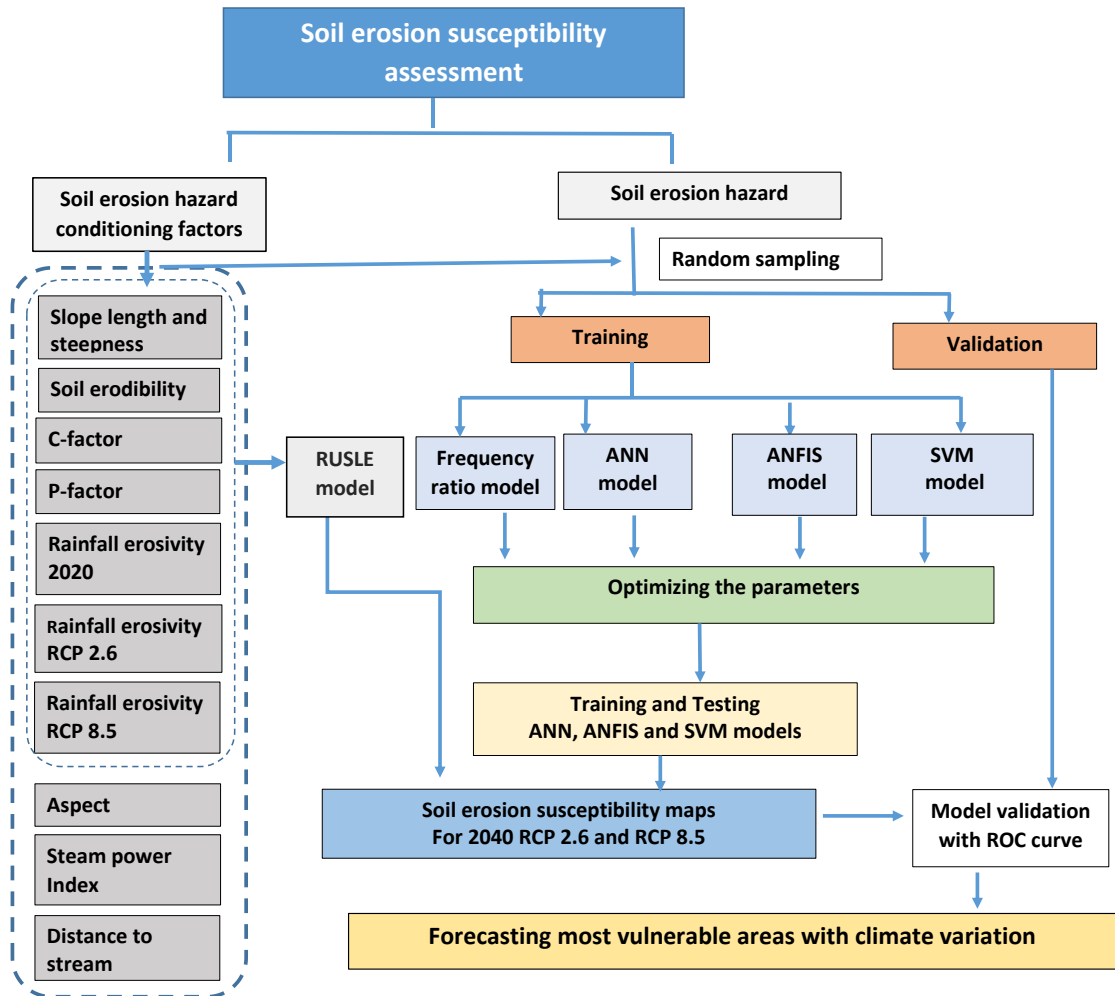 Soil erosion susceptibility
assessment
Soil erosion hazard
conditioning factors
Soil erosion hazard
Random sampling
Slope length and
steepness
Soil erodibility
C-factor
P-factor
Rainfall erosivity
2020
Rainfall erosivity
RCP 2.6
Rainfall erosivity
RCP 8.5
Aspect
Steam power
Index
Distance to
stream
RUSLE
model
Training
Validation
Frequency
ratio model
ANN
model
ANFIS
model
SVM
model
Optimizing the parameters
Training and Testing
ANN, ANFIS and SVM models
Soil erosion susceptibility maps
For 2040 RCP 2.6 and RCP 8.5
Model validation
with ROC curve
Forecasting most vulnerable areas with climate variation